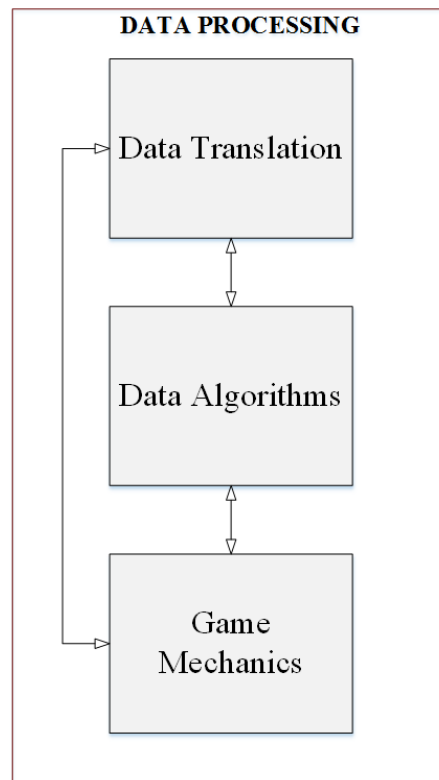 DATA PROCESSING
Data Translation
Data Algorithms
Game
Mechanics